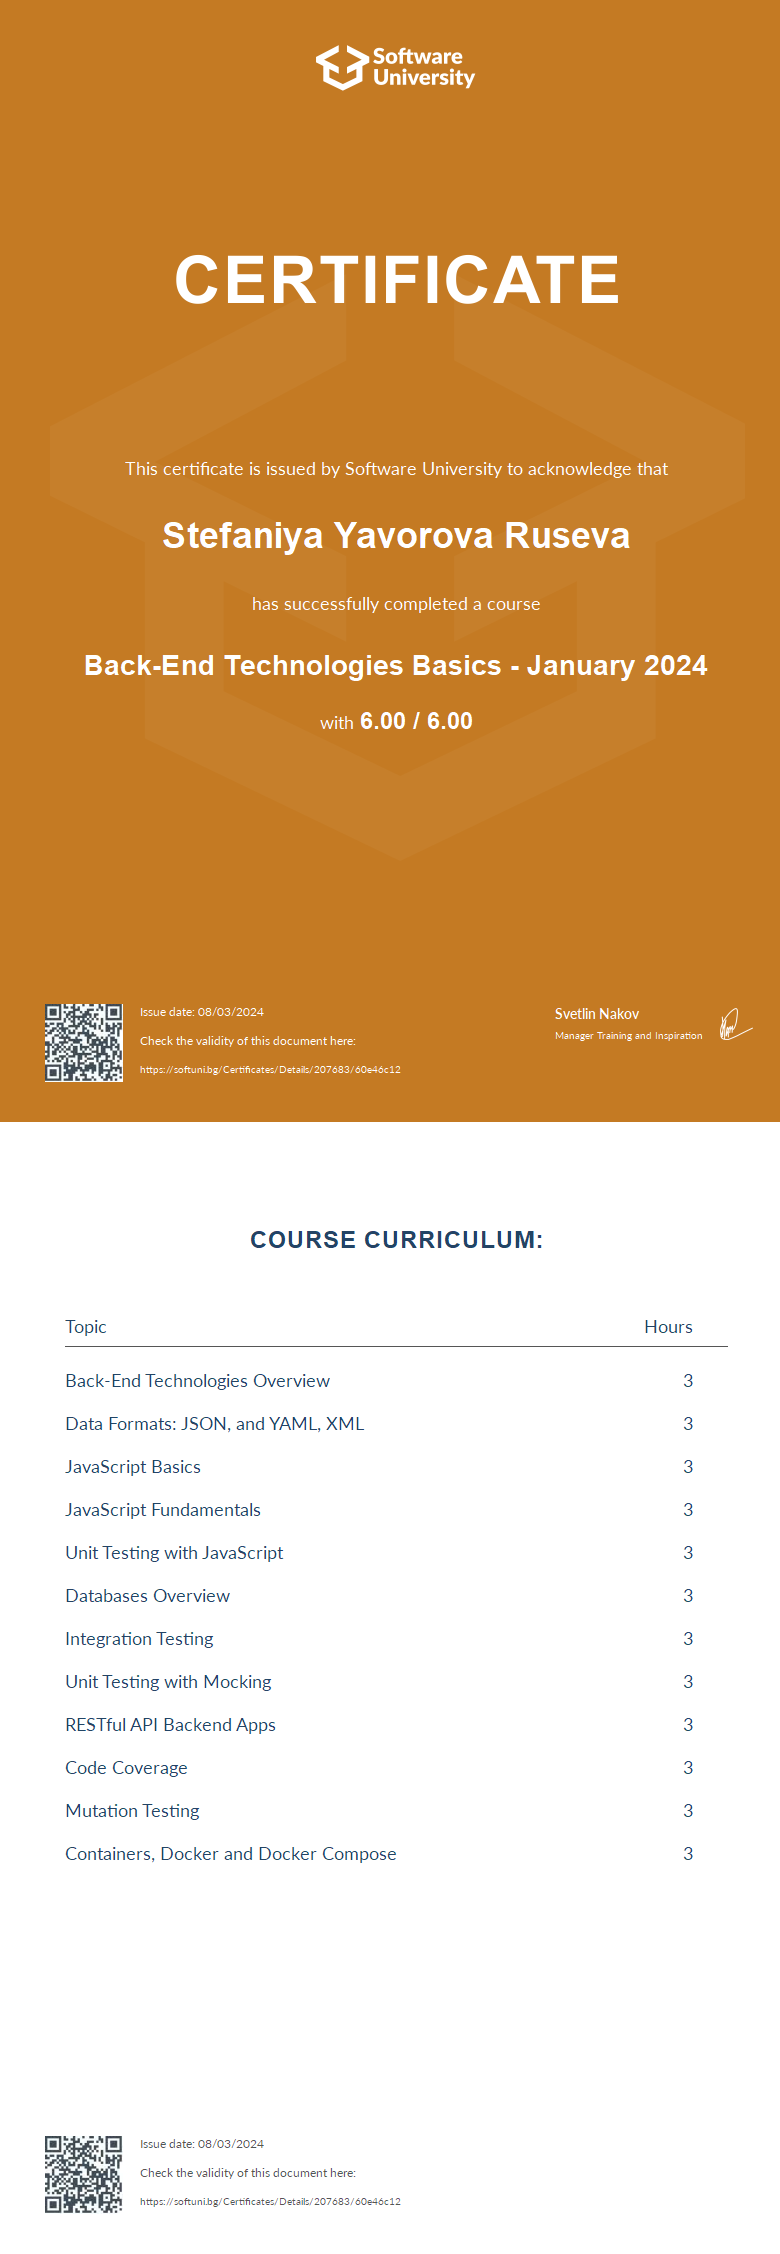 Software
University
CERTIFICATE
This certificate is issued by Software University to acknowledge that
Stefaniya Yavorova Ruseva
has successfully completed a course
Back-End Technologies Basics - January 2024
with 6.00 / 6.00
Issue date: 08/03/2024
Check the validity of this document here:
https://softuni.bg/Certificates/Details/207683/60e46c12
Svetlin Nakov
Manager Training and Inspiration
COURSE CURRICULUM:
Topic Hours
Back-End Technologies Overview 3
Data Formats: JSON, and YAML, XML 3
JavaScript Basics 3
JavaScript Fundamentals 3
Unit Testing with JavaScript 3
Databases Overview 3
Integration Testing 3
Unit Testing with Mocking 3
RESTful API Backend Apps 3
Code Coverage 3
Mutation Testing 3
Containers, Docker and Docker Compose 3
Issue date: 08/03/2024
Check the validity of this document here:
https://softuni.bg/Certificates/Details/207683/60e46c12